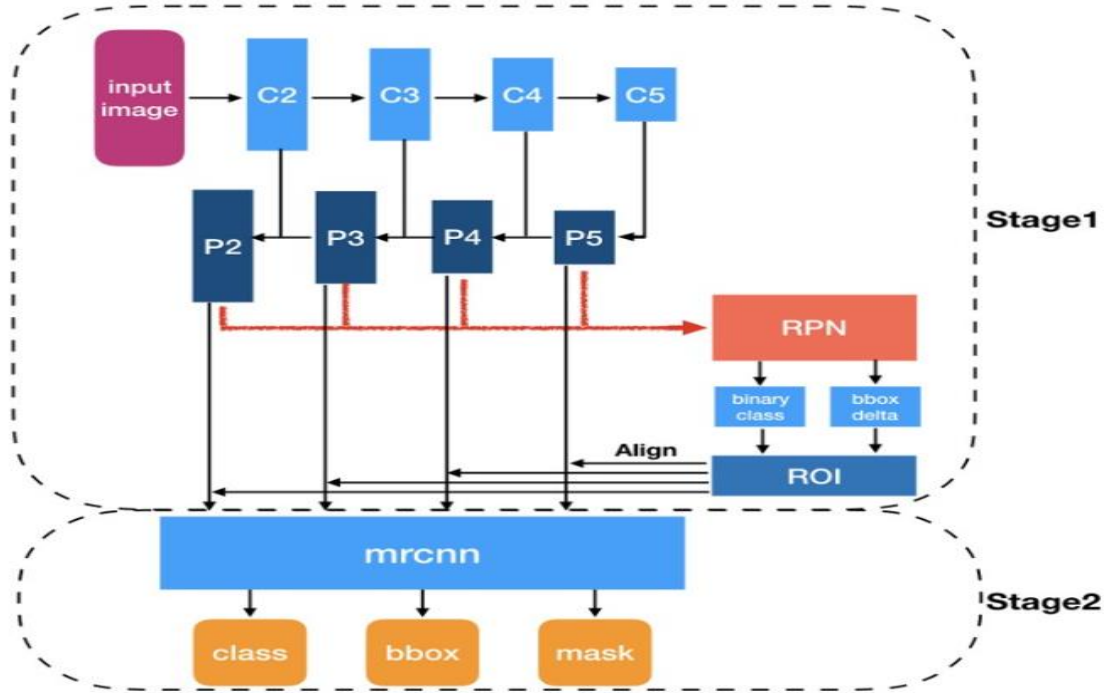 input
image
C2
C3
C4
C5
P2
P3
P4
P5
Stage1
RPN
binary
class
bbox
delta
Align
ROI
mrcnn
Stage2
class
bbox
mask